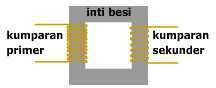 inti besi
kumparan
primer
kumparan
sekunder